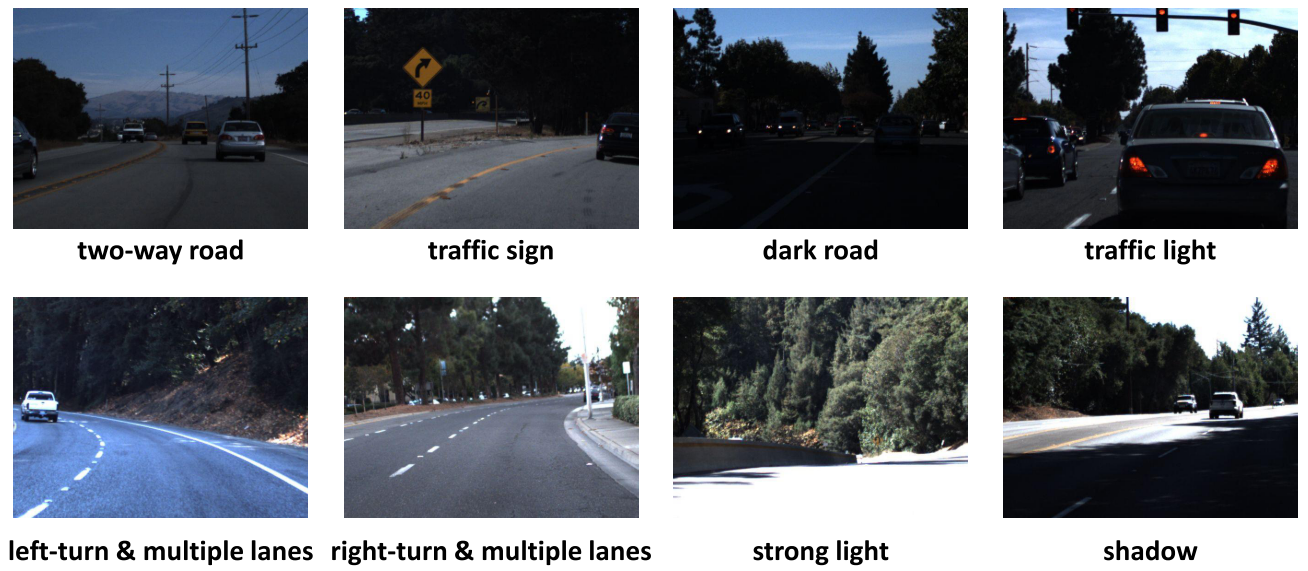 40
two-way road
traffic sign
dark road
traffic light
left-turn & multiple lanes
right-turn & multiple lanes
strong light
shadow